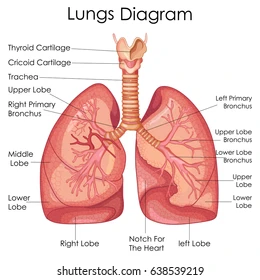 Lungs Diagram
Thyroid Cartilage
Cricoid Cartilage
Trachea
Upper Lobe
Right Primary
Bronchus
Middle
Lobe
Lower
Lobe
Left Primary
Bronchus
Upper Lobe
Bronchus
Lower Lobe
Bronchus
Upper
Lobe
Lower
Lobe
Right Lobe
Notch For
The Heart
left Lobe
shutterstock.com · 638539219